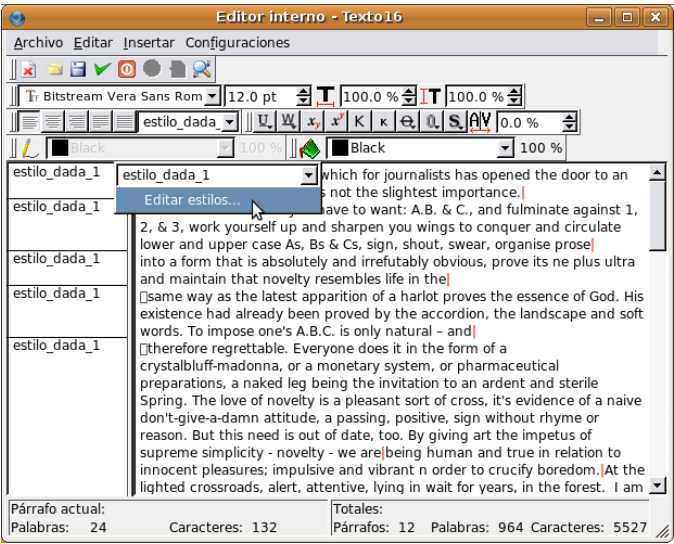 Editor interno - Texto16
Archivo Editar Insertar Configuraciones
Bitstream Vera Sans Rom 12.0 pt T 100.0 % T 100.0 %
estilo_dada_ U, W, x, x K K O, S, AV 0.0 %
Black 100 % Black 100 %
estilo_dada_1 estilo_dada_1 which for journalists has opened the door to an
Editar estilos... s not the slightest importance.
estilo_dada_1 have to want: A.B. & C., and fulminate against 1,
2, & 3, work yourself up and sharpen you wings to conquer and circulate
lower and upper case As, Bs & Cs, sign, shout, swear, organise prose
estilo_dada_1 into a form that is absolutely and irrefutably obvious, prove its ne plus ultra
and maintain that novelty resembles life in the
estilo_dada_1 same way as the latest apparition of a harlot proves the essence of God. His
existence had already been proved by the accordion, the landscape and soft
words. To impose one's A.B.C. is only natural – and
estilo_dada_1 therefore regrettable. Everyone does it in the form of a
crystalbluff-madonna, or a monetary system, or pharmaceutical
preparations, a naked leg being the invitation to an ardent and sterile
Spring. The love of novelty is a pleasant sort of cross, it's evidence of a naive
don't-give-a-damn attitude, a passing, positive, sign without rhyme or
reason. But this need is out of date, too. By giving art the impetus of
supreme simplicity - novelty - we are being human and true in relation to
innocent pleasures; impulsive and vibrant n order to crucify boredom. At the
lighted crossroads, alert, attentive, lying in wait for years, in the forest. I am
Párrafo actual: Totales:
Palabras: 24 Caracteres: 132 Párrafos: 12 Palabras: 964 Caracteres: 5527